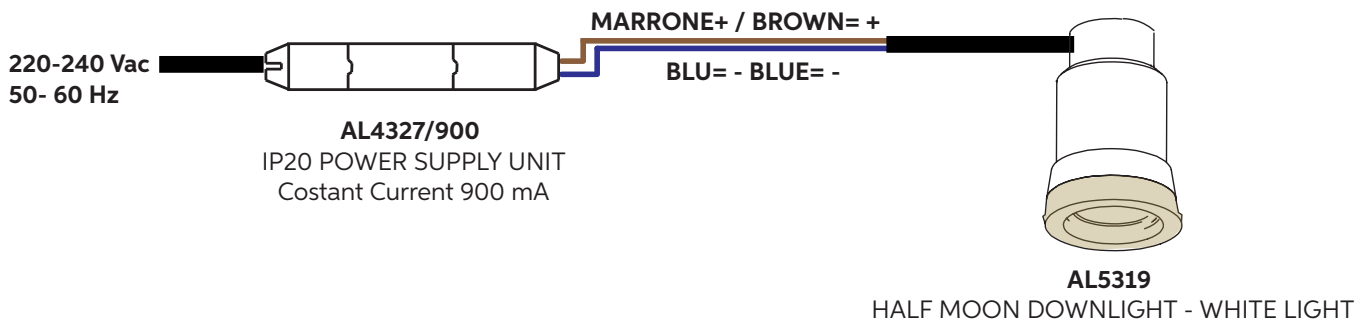 MARRONE+ / BROWN= +
220-240 Vac
50- 60 Hz
BLU= - BLUE= -
AL4327/900
IP20 POWER SUPPLY UNIT
Costant Current 900 mA
AL5319
HALF MOON DOWNLIGHT - WHITE LIGHT